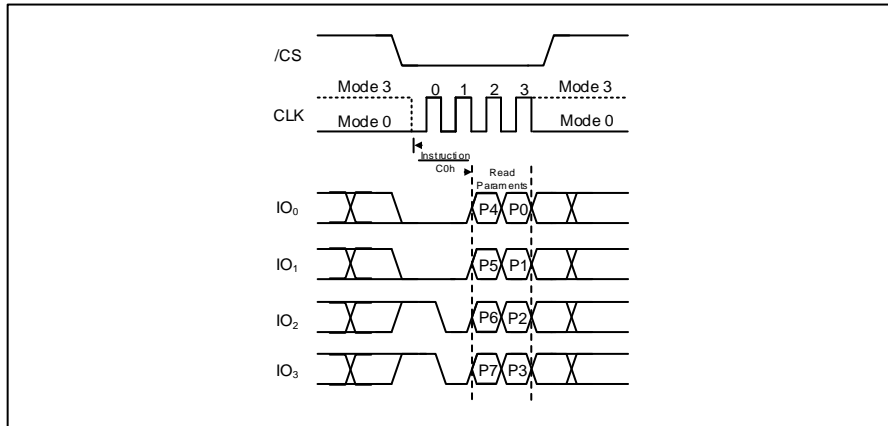 /CS
Mode 3 0 1 2 3 Mode 3
CLK
Mode 0 Mode 0
Instruction
C0h
Read
Paraments
IO0 P4 P0
IO1 P5 P1
IO2 P6 P2
IO3 P7 P3